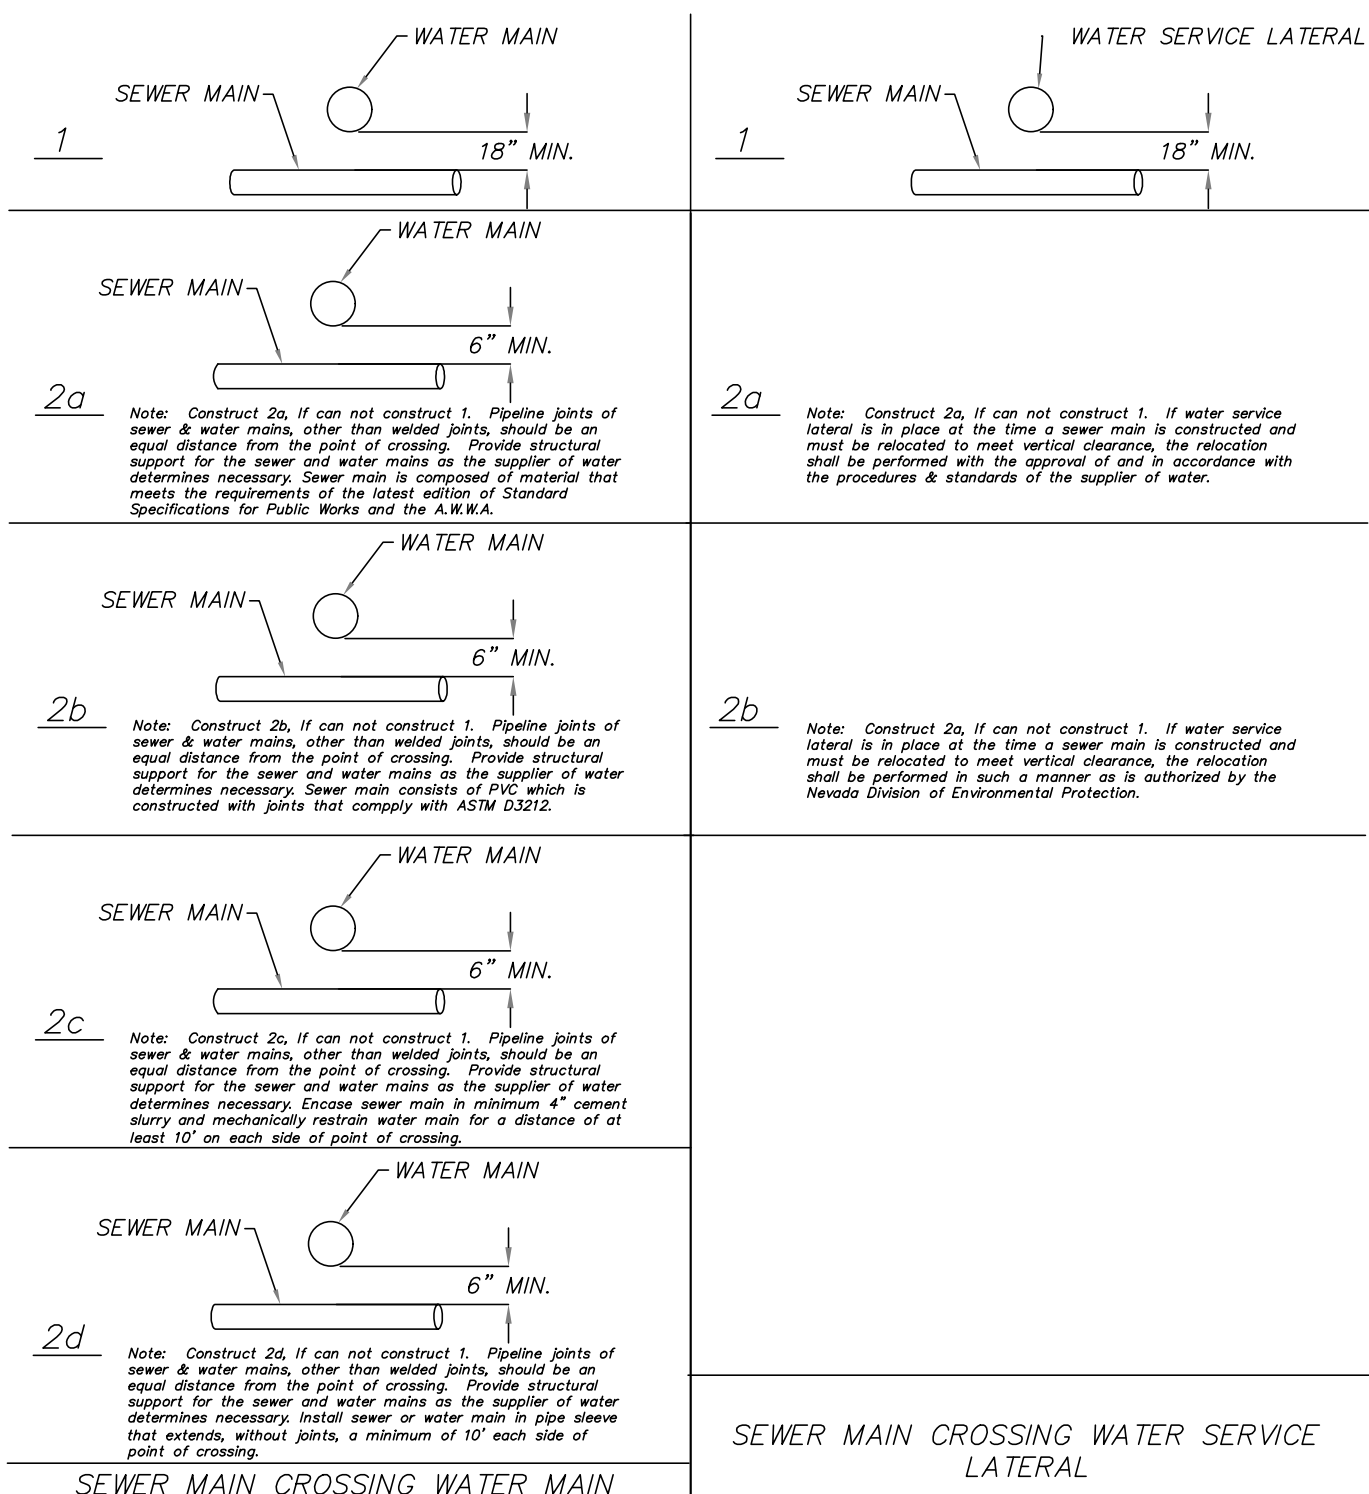 WATER MAIN
SEWER MAIN
18" MIN.
1
WATER MAIN
SEWER MAIN
6" MIN.
2a
Note: Construct 2a, If can not construct 1. Pipeline joints of
sewer & water mains, other than welded joints, should be an
equal distance from the point of crossing. Provide structural
support for the sewer and water mains as the supplier of water
determines necessary. Sewer main is composed of material that
meets the requirements of the latest edition of Standard
Specifications for Public Works and the A.W.W.A.
WATER MAIN
SEWER MAIN
6" MIN.
2b
Note: Construct 2b, If can not construct 1. Pipeline joints of
sewer & water mains, other than welded joints, should be an
equal distance from the point of crossing. Provide structural
support for the sewer and water mains as the supplier of water
determines necessary. Sewer main consists of PVC which is
constructed with joints that compply with ASTM D3212.
WATER MAIN
SEWER MAIN
6" MIN.
2c
Note: Construct 2c, If can not construct 1. Pipeline joints of
sewer & water mains, other than welded joints, should be an
equal distance from the point of crossing. Provide structural
support for the sewer and water mains as the supplier of water
determines necessary. Encase sewer main in minimum 4" cement
slurry and mechanically restrain water main for a distance of at
least 10' on each side of point of crossing.
WATER MAIN
SEWER MAIN
6" MIN.
2d
Note: Construct 2d, If can not construct 1. Pipeline joints of
sewer & water mains, other than welded joints, should be an
equal distance from the point of crossing. Provide structural
support for the sewer and water mains as the supplier of water
determines necessary. Install sewer or water main in pipe sleeve
that extends, without joints, a minimum of 10' each side of
point of crossing.
SEWER MAIN CROSSING WATER MAIN
WATER SERVICE LATERAL
SEWER MAIN
18" MIN.
1
2a
Note: Construct 2a, If can not construct 1. If water service
lateral is in place at the time a sewer main is constructed and
must be relocated to meet vertical clearance, the relocation
shall be performed with the approval of and in accordance with
the procedures & standards of the supplier of water.
2b
Note: Construct 2a, If can not construct 1. If water service
lateral is in place at the time a sewer main is constructed and
must be relocated to meet vertical clearance, the relocation
shall be performed in such a manner as is authorized by the
Nevada Division of Environmental Protection.
SEWER MAIN CROSSING WATER SERVICE
LATERAL